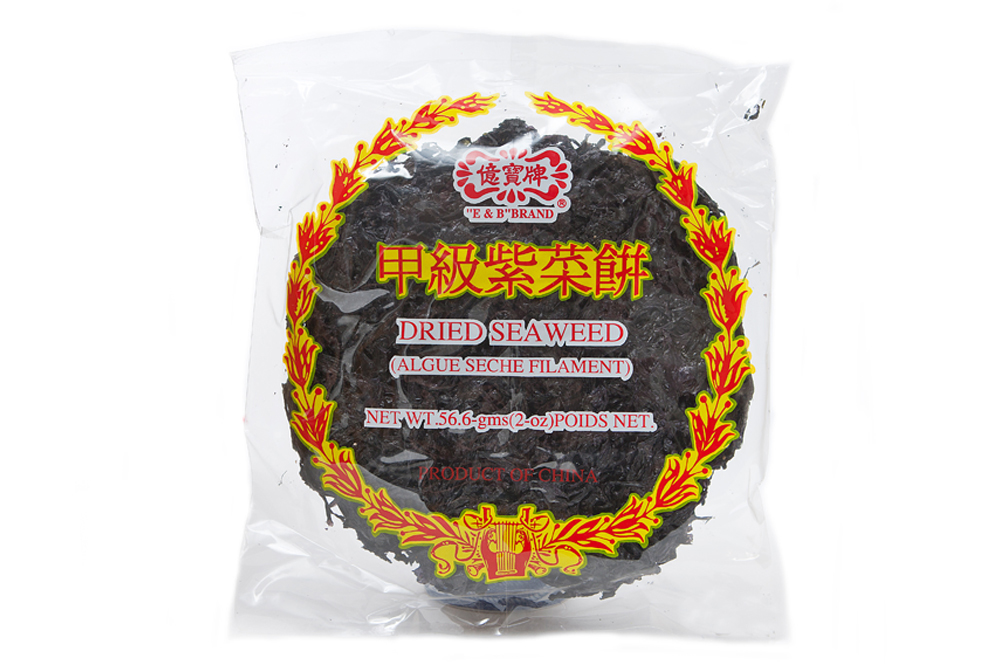 億寶牌
"E & B"BRAND ®
甲級紫菜餅
DRIED SEAWEED
(ALGUE SECHE FILAMENT)
NET WT.56.6-gms(2-oz)POIDS NET.
PRODUCT OF CHINA